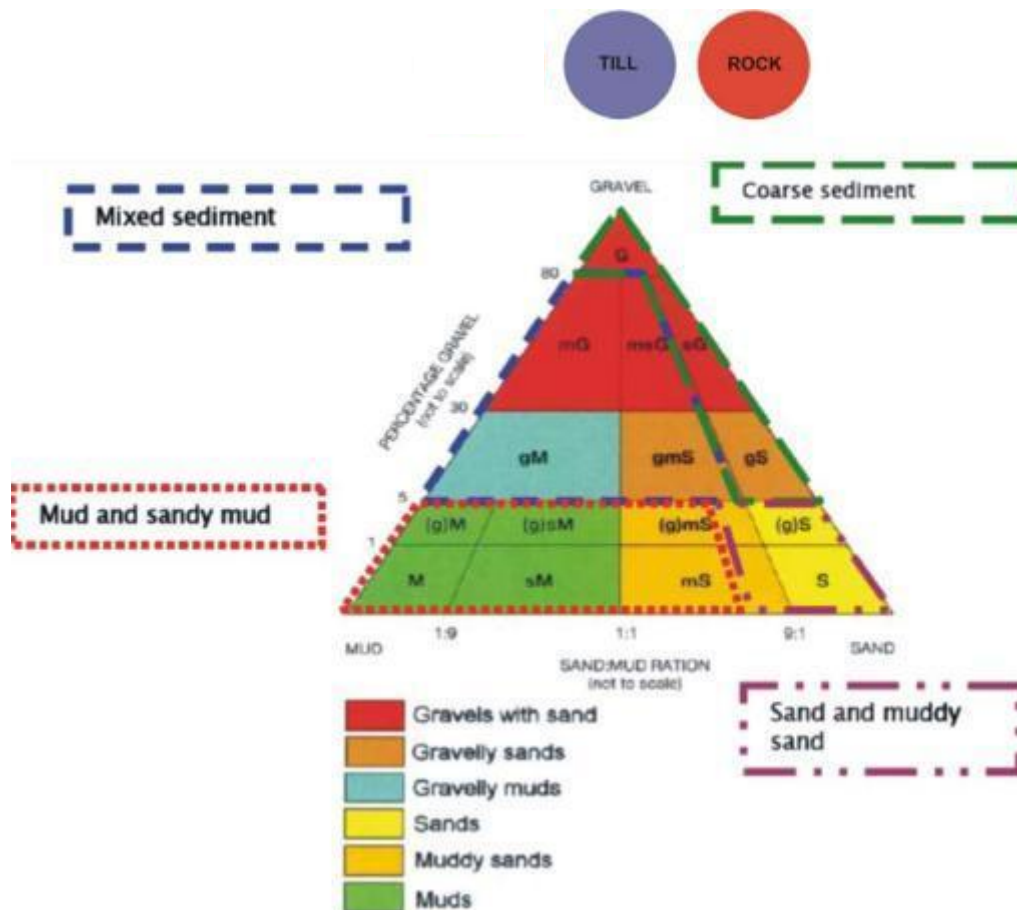 TILL
ROCK
Mixed sediment
Coarse sediment
GRAVEL
G
80
mG
msG
sG
PERCENTAGE GRAVEL
(not to scale)
30
gM
gmS
gS
5
Mud and sandy mud
(g)M
(g)sM
(g)mS
(g)S
1
M
sM
mS
S
1:9
1:1
9:1
MUD
SAND
SAND:MUD RATION
(not to scale)
Sand and muddy
sand
Gravels with sand
Gravelly sands
Gravelly muds
Sands
Muddy sands
Muds